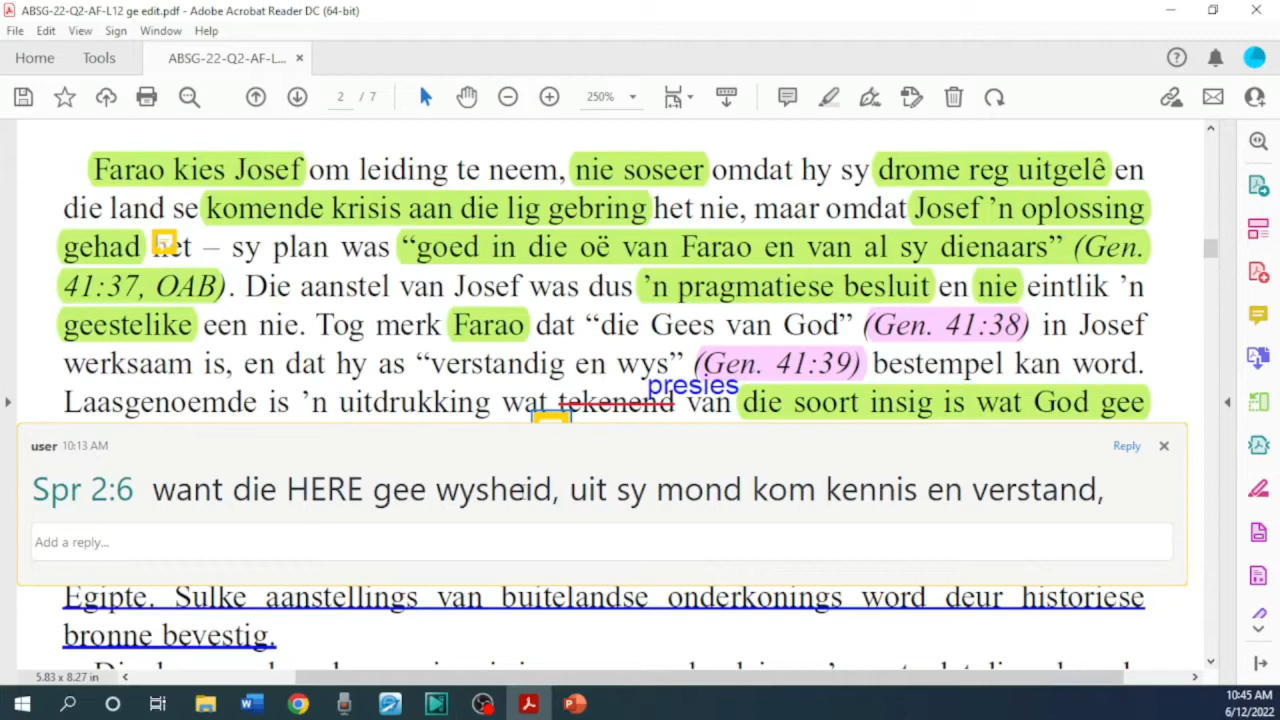 ABSG-22-Q2-AF-L12 ge edit.pdf - Adobe Acrobat Reader DC (64-bit)
File Edit View Sign Window Help
Home Tools ABSG-22-Q2-AF-L... ×
2 / 7 250%
Farao kies Josef om leiding te neem, nie soseer omdat hy sy drome reg uitgelê en
die land se komende krisis aan die lig gebring het nie, maar omdat Josef ’n oplossing
gehad het – sy plan was “goed in die oë van Farao en van al sy dienaars” (Gen.
41:37, OAB). Die aanstel van Josef was dus ’n pragmatiese besluit en nie eintlik ’n
geestelike een nie. Tog merk Farao dat “die Gees van God” (Gen. 41:38) in Josef
werksaam is, en dat hy as “verstandig en wys” (Gen. 41:39) bestempel kan word.
presies
Laasgenoemde is ’n uitdrukking wat tekenend van die soort insig is wat God gee
user 10:13 AM Reply ×
Spr 2:6 want die HERE gee wysheid, uit sy mond kom kennis en verstand,
Add a reply...
Egipte. Sulke aanstellings van buitelandse onderkonings word deur historiese
bronne bevestig.
5.83 x 8.27 in
10:45 AM
6/12/2022